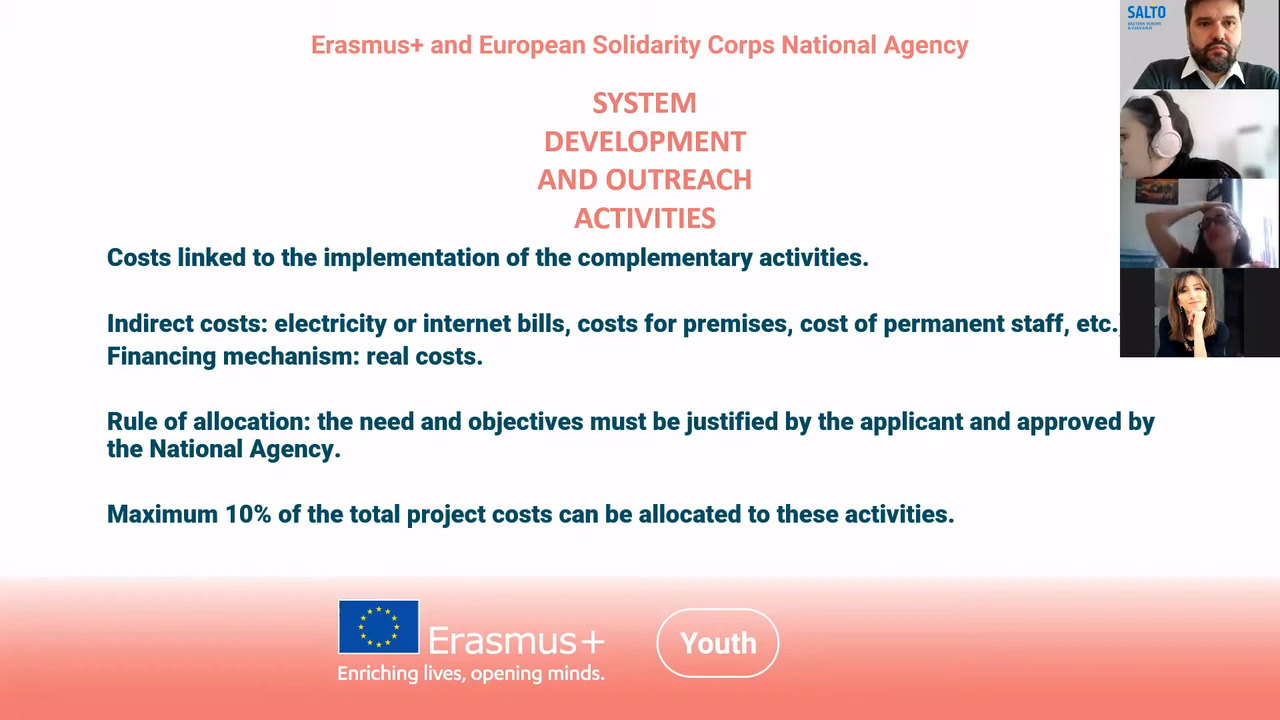 Erasmus+ and European Solidarity Corps National Agency
SYSTEM
DEVELOPMENT
AND OUTREACH
ACTIVITIES
Costs linked to the implementation of the complementary activities.
Indirect costs: electricity or internet bills, costs for premises, cost of permanent staff, etc.
Financing mechanism: real costs.
Rule of allocation: the need and objectives must be justified by the applicant and approved by
the National Agency.
Maximum 10% of the total project costs can be allocated to these activities.
Erasmus+
Enriching lives, opening minds.
Youth
SALTO
EASTERN EUROPE
& CAUCASUS